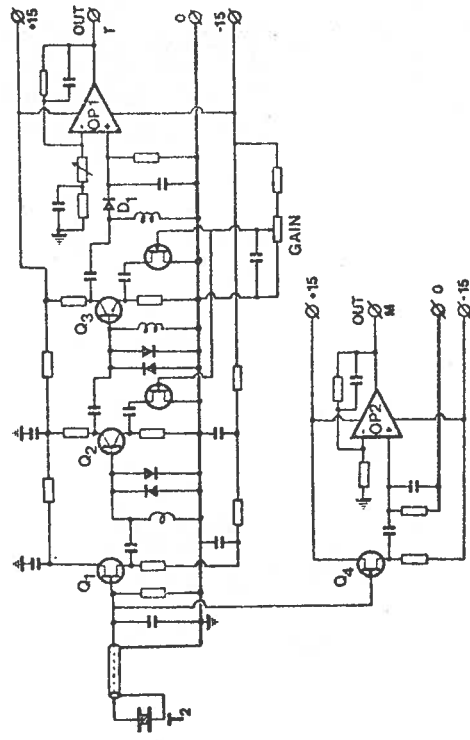 +15
OUT
T
0
-15
OP1
-
+
D1
Q3
GAIN
Q2
Q1
T2
+15
OUT
M
0
-15
OP2
-
+
Q4